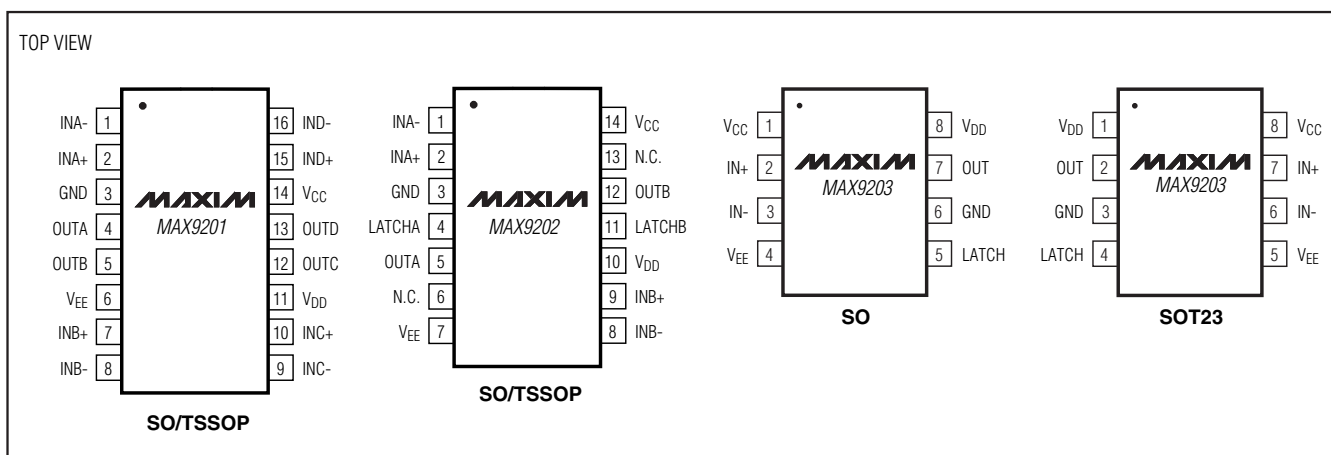 TOP VIEW
INA- 1 16 IND-
INA+ 2 15 IND+
GND 3 14 VCC
OUTA 4 13 OUTD
OUTB 5 12 OUTC
VEE 6 11 VDD
INB+ 7 10 INC+
INB- 8 9 INC-
MAXIM
MAX9201
SO/TSSOP
INA- 1 14 VCC
INA+ 2 13 N.C.
GND 3 12 OUTB
LATCHA 4 11 LATCHB
OUTA 5 10 VDD
N.C. 6 9 INB+
VEE 7 8 INB-
MAXIM
MAX9202
SO/TSSOP
VCC 1 8 VDD
IN+ 2 7 OUT
IN- 3 6 GND
VEE 4 5 LATCH
MAXIM
MAX9203
SO
VDD 1 8 VCC
OUT 2 7 IN+
GND 3 6 IN-
LATCH 4 5 VEE
MAXIM
MAX9203
SOT23